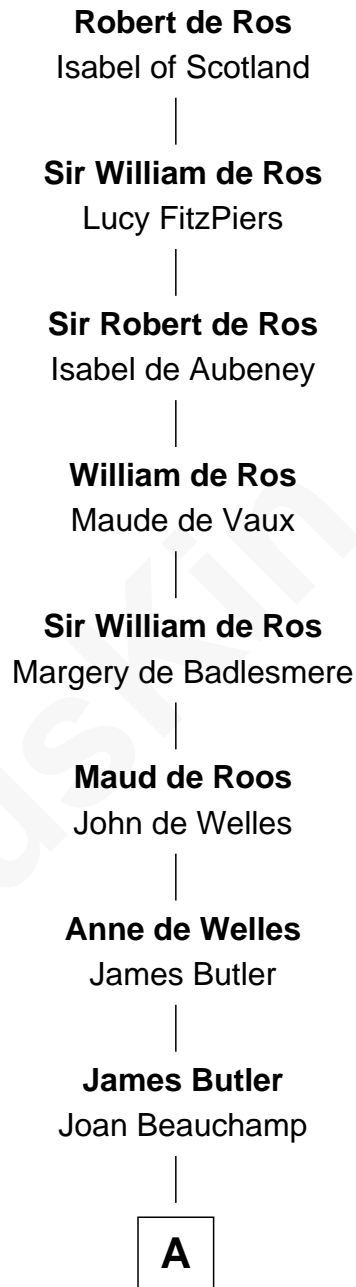 Robert de Ros
Isabel of Scotland
Sir William de Ros
Lucy FitzPiers
Sir Robert de Ros
Isabel de Aubeney
William de Ros
Maude de Vaux
Sir William de Ros
Margery de Badlesmere
Maud de Roos
John de Welles
Anne de Welles
James Butler
James Butler
Joan Beauchamp
A